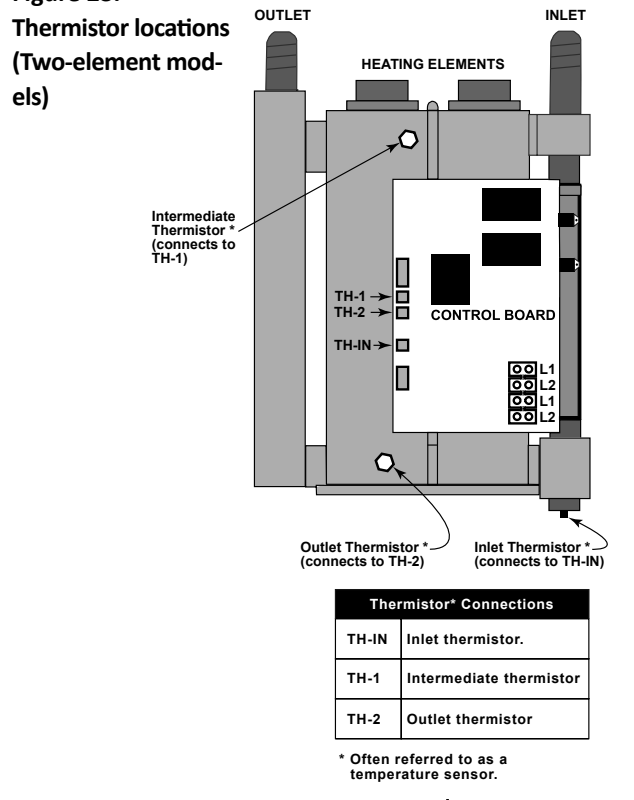 Thermistor locations
(Two-element mod-
els)
OUTLET
INLET
HEATING ELEMENTS
Intermediate
Thermistor *
(connects to
TH-1)
TH-1
TH-2
TH-IN
CONTROL BOARD
L1
L2
L1
L2
Outlet Thermistor *
(connects to TH-2)
Inlet Thermistor *
(connects to TH-IN)
Thermistor* Connections
TH-IN Inlet thermistor.
TH-1 Intermediate thermistor
TH-2 Outlet thermistor
* Often referred to as a
temperature sensor.